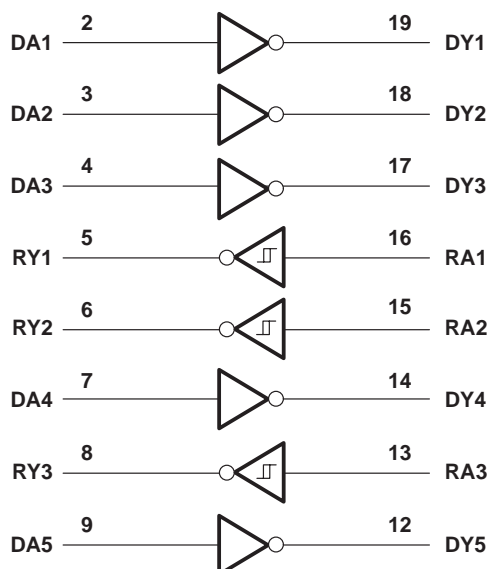 DA1 2 19 DY1
DA2 3 18 DY2
DA3 4 17 DY3
RY1 5 16 RA1
RY2 6 15 RA2
DA4 7 14 DY4
RY3 8 13 RA3
DA5 9 12 DY5